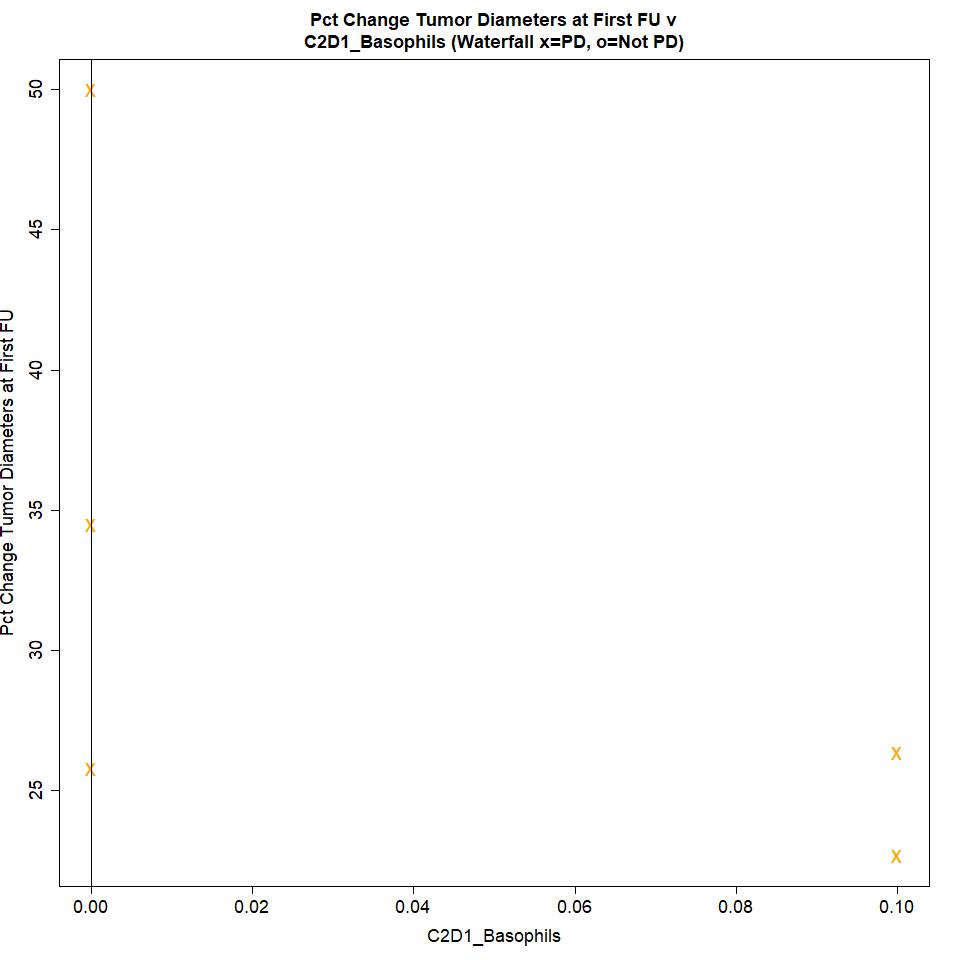 Pct Change Tumor Diameters at First FU v
C2D1_Basophils (Waterfall x=PD, o=Not PD)
Pct Change Tumor Diameters at First FU
50
45
40
35
30
25
X
X
X
X
X
0.00 0.02 0.04 0.06 0.08 0.10
C2D1_Basophils